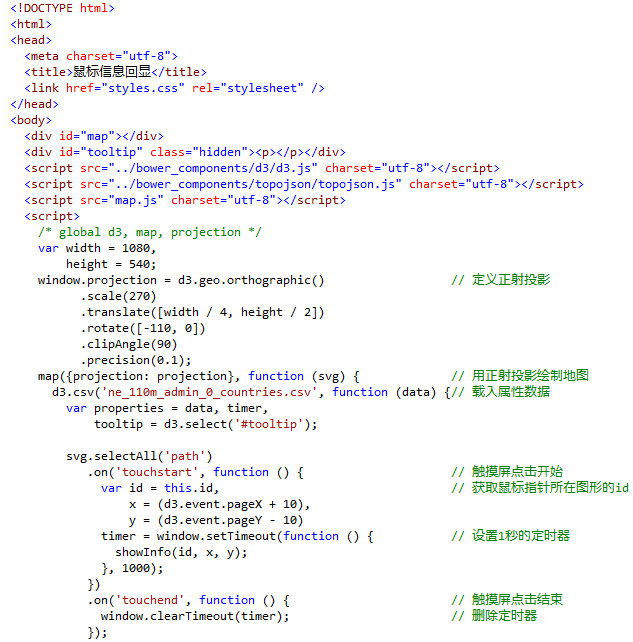 <!DOCTYPE html>
<html>
<head>
  <meta charset="utf-8">
  <title>鼠标信息回显</title>
  <link href="styles.css" rel="stylesheet" />
</head>
<body>
  <div id="map"></div>
  <div id="tooltip" class="hidden"><p></p></div>
  <script src="../bower_components/d3/d3.js" charset="utf-8"></script>
  <script src="../bower_components/topojson/topojson.js" charset="utf-8"></script>
  <script src="map.js" charset="utf-8"></script>
  <script>
    /* global d3, map, projection */
    var width = 1080,
        height = 540;
    window.projection = d3.geo.orthographic()                  // 定义正射投影
          .scale(270)
          .translate([width / 4, height / 2])
          .rotate([-110, 0])
          .clipAngle(90)
          .precision(0.1);
    map({projection: projection}, function (svg) {             // 用正射投影绘制地图
      d3.csv('ne_110m_admin_0_countries.csv', function (data) {// 载入属性数据
        var properties = data, timer,
            tooltip = d3.select('#tooltip');

        svg.selectAll('path')
           .on('touchstart', function () {                     // 触摸屏点击开始
             var id = this.id,                                 // 获取鼠标指针所在图形的id
                 x = (d3.event.pageX + 10),
                 y = (d3.event.pageY - 10)
             timer = window.setTimeout(function () {           // 设置1秒的定时器
               showInfo(id, x, y);
             }, 1000);
           })
           .on('touchend', function () {                       // 触摸屏点击结束
             window.clearTimeout(timer);                       // 删除定时器
           });